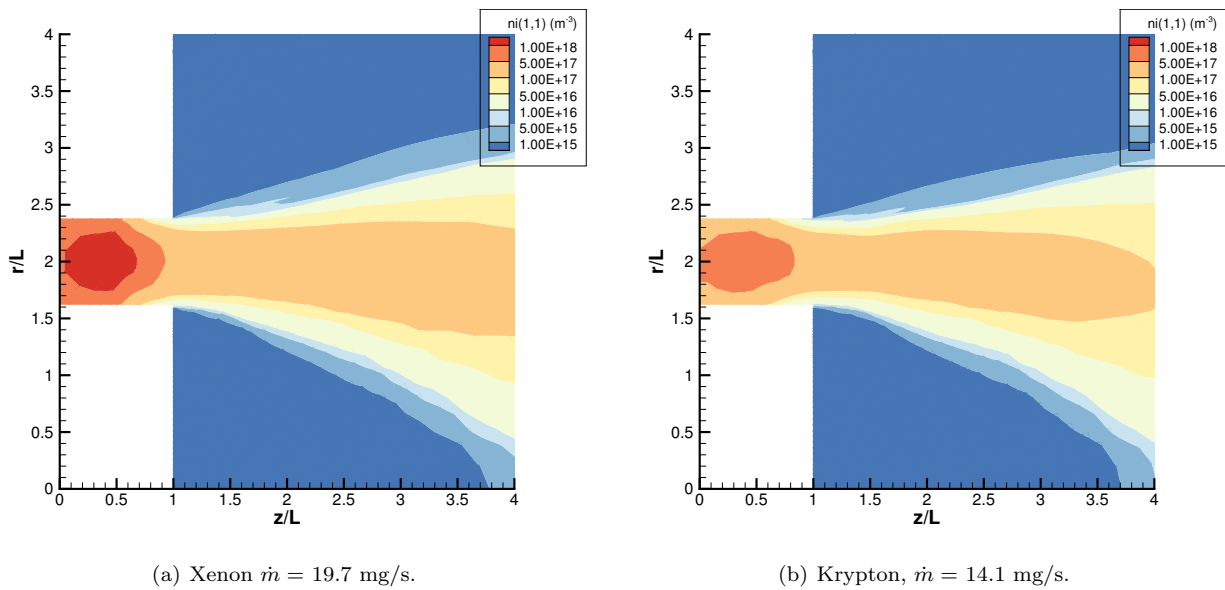 ni(1,1) (m⁻³)
1.00E+18
5.00E+17
1.00E+17
5.00E+16
1.00E+16
5.00E+15
1.00E+15
r/L
4
3.5
3
2.5
2
1.5
1
0.5
0
0 0.5 1 1.5 2 2.5 3 3.5 4
z/L
(a) Xenon ṁ = 19.7 mg/s.
ni(1,1) (m⁻³)
1.00E+18
5.00E+17
1.00E+17
5.00E+16
1.00E+16
5.00E+15
1.00E+15
r/L
4
3.5
3
2.5
2
1.5
1
0.5
0
0 0.5 1 1.5 2 2.5 3 3.5 4
z/L
(b) Krypton, ṁ = 14.1 mg/s.